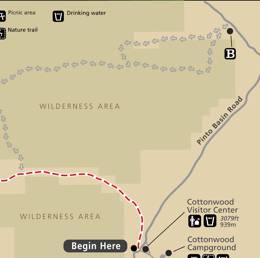 Picnic area
Drinking water
Nature trail
B
WILDERNESS AREA
Pinto Basin Road
Cottonwood
Visitor Center
3079ft
939m
WILDERNESS AREA
Begin Here
Cottonwood
Campground